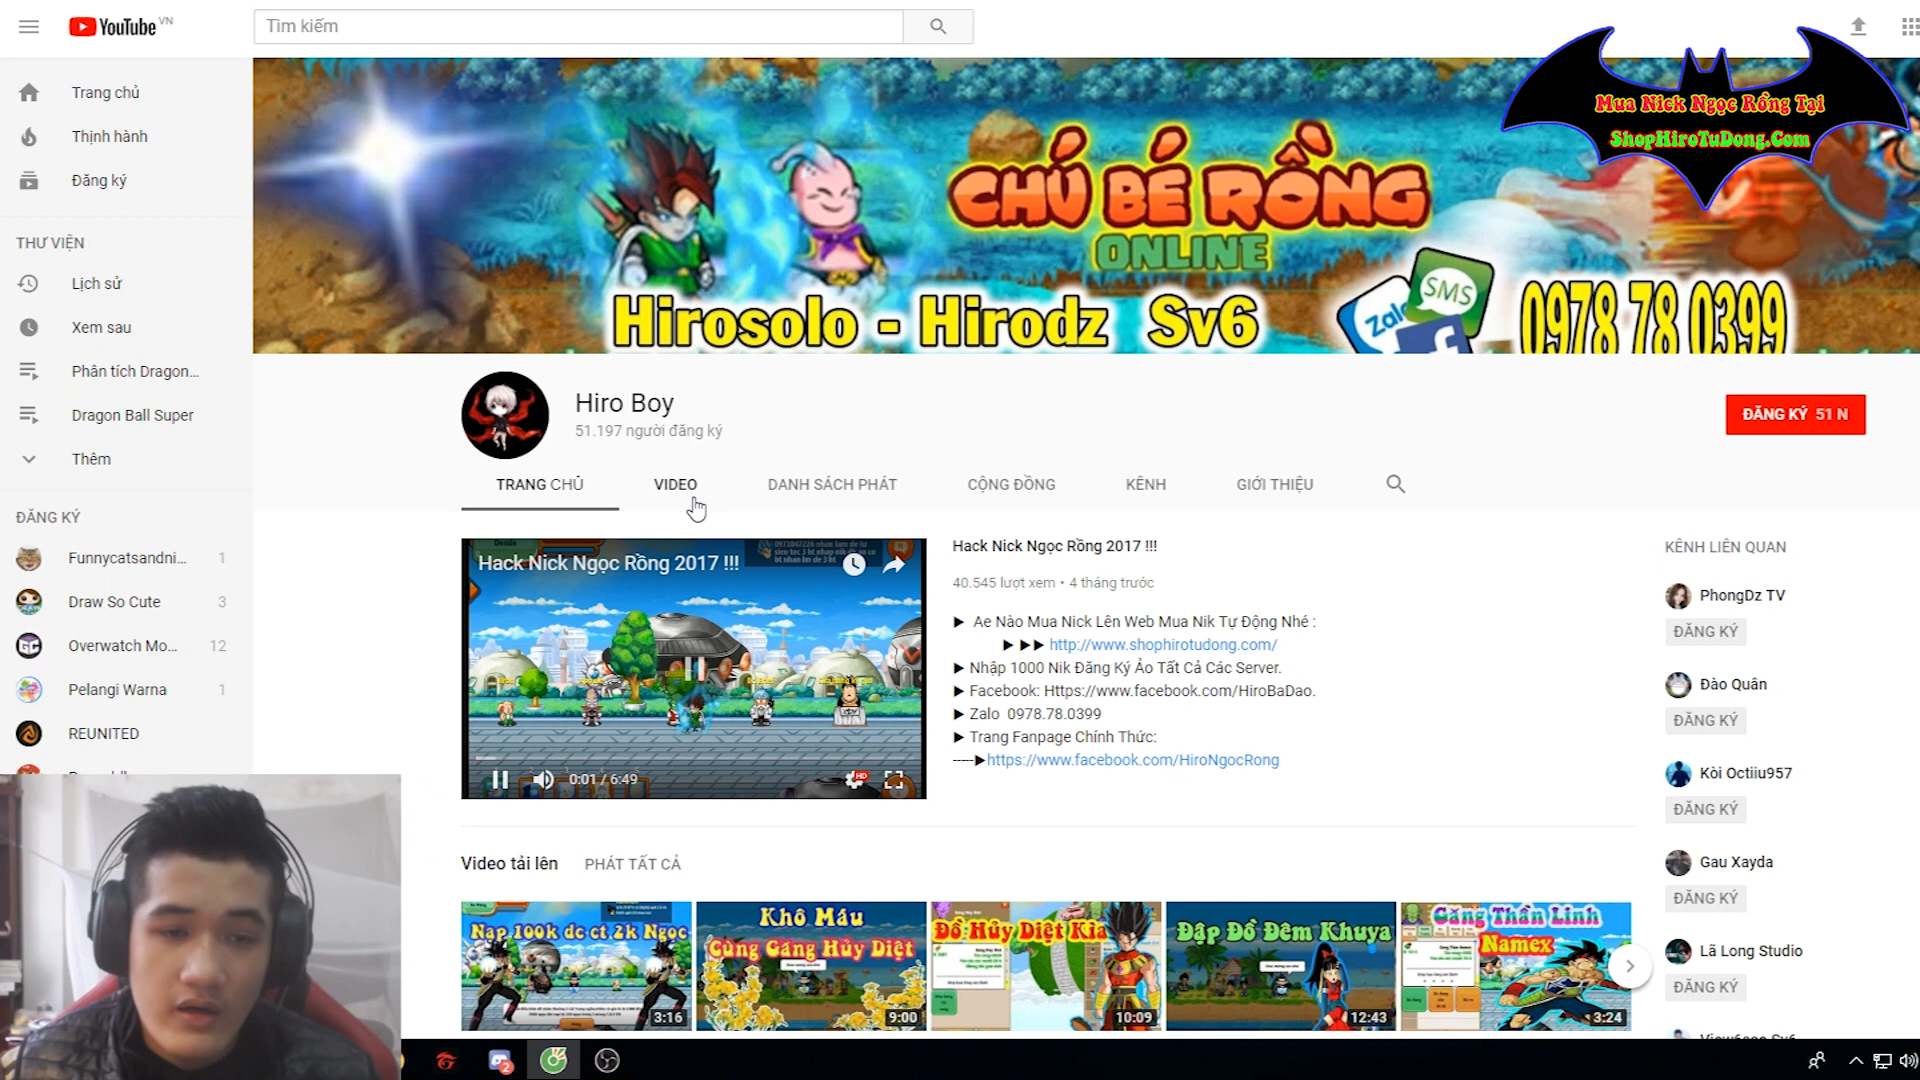 YouTube VN
Tìm kiếm
Mua Nick Ngọc Rồng Tại
ShopHiroTuDong.Com
Trang chủ
Thịnh hành
Đăng ký
THƯ VIỆN
Lịch sử
Xem sau
Phân tích Dragon...
Dragon Ball Super
Thêm
ĐĂNG KÝ
Funnycatsandni... 1
Draw So Cute 3
Overwatch Mo... 12
Pelangi Warna 1
REUNITED
CHÚ BÉ RỒNG
ONLINE
Hirosolo - Hirodz Sv6
Zalo
SMS
f
0978 78 0399
Hiro Boy
51.197 người đăng ký
ĐĂNG KÝ 51 N
TRANG CHỦ
VIDEO
DANH SÁCH PHÁT
CỘNG ĐỒNG
KÊNH
GIỚI THIỆU
Hack Nick Ngọc Rồng 2017 !!!
0:01 / 6:49
HD
Hack Nick Ngọc Rồng 2017 !!!
40.545 lượt xem • 4 tháng trước
► Ae Nào Mua Nick Lên Web Mua Nik Tự Động Nhé :
► ► ► http://www.shophirotudong.com/
► Nhập 1000 Nik Đăng Ký Ảo Tất Cả Các Server.
► Facebook: Https://www.facebook.com/HiroBaDao.
► Zalo 0978.78.0399
► Trang Fanpage Chính Thức:
----►https://www.facebook.com/HiroNgocRong
KÊNH LIÊN QUAN
PhongDz TV
ĐĂNG KÝ
Đào Quân
ĐĂNG KÝ
Kòi Octiiu957
ĐĂNG KÝ
Gau Xayda
ĐĂNG KÝ
Lã Long Studio
ĐĂNG KÝ
Video tải lên
PHÁT TẤT CẢ
Nạp 100k dc ct 2k Ngọc
3:16
Khô Máu
Cùng Găng Hủy Diệt
9:00
Đồ Hủy Diệt Kìa
10:09
Đập Đồ Đêm Khuya
12:43
Găng Thần Linh
Namex
3:24
2